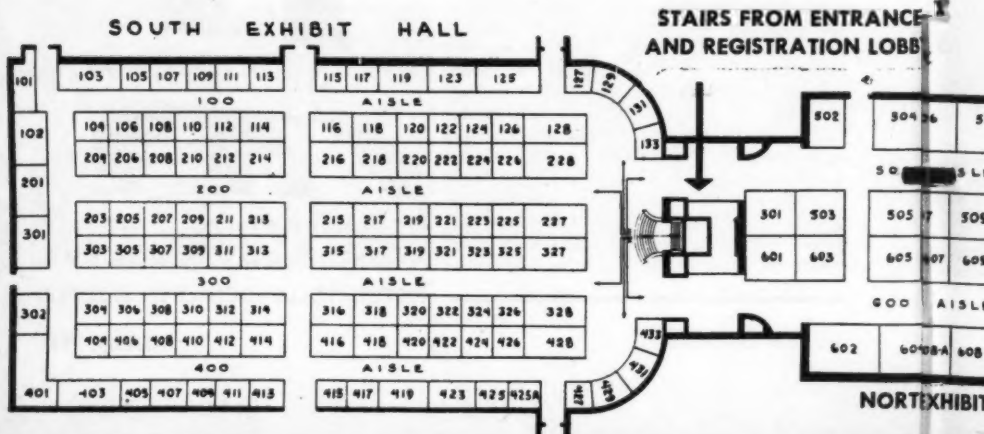 SOUTH EXHIBIT HALL
STAIRS FROM ENTRANCE
AND REGISTRATION LOBBY
101 103 105 107 109 111 113 115 117 119 123 125 127 129 131
100 AISLE
102 104 106 108 110 112 114 116 118 120 122 124 126 128 133 502 504
201 204 206 208 210 212 214 216 218 220 222 224 226 228
200 AISLE
203 205 207 209 211 213 215 217 219 221 223 225 227 301 503 505
301 303 305 307 309 311 313 315 317 319 321 323 325 327 601 603 605 607
300 AISLE 600 AISLE
302 304 306 308 310 312 314 316 318 320 322 324 326 328
404 406 408 410 412 414 416 418 420 422 424 426 428 433 602 608
400 AISLE 431
401 403 405 407 409 411 413 415 417 419 423 425 425A 427 429